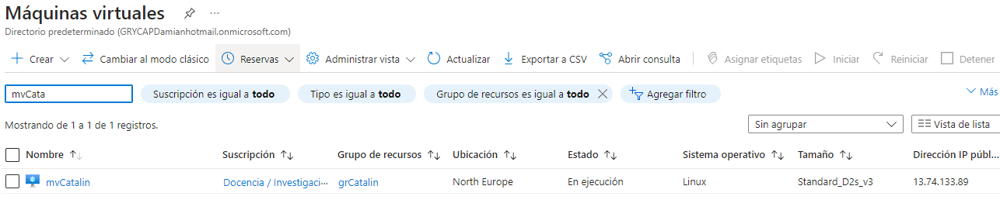 Máquinas virtuales ...
Directorio predeterminado (GRYCAPDamianhotmail.onmicrosoft.com)
+ Crear Cambiar al modo clásico Reservas Administrar vista Actualizar Exportar a CSV Abrir consulta Asignar etiquetas Iniciar Reiniciar Detener
mvCata Suscripción es igual a todo Tipo es igual a todo Grupo de recursos es igual a todo Agregar filtro Más
Mostrando de 1 a 1 de 1 registros. Sin agrupar Vista de lista
Nombre Suscripción Grupo de recursos Ubicación Estado Sistema operativo Tamaño Dirección IP públ...
mvCatalin Docencia / Investigaci... grCatalin North Europe En ejecución Linux Standard_D2s_v3 13.74.133.89